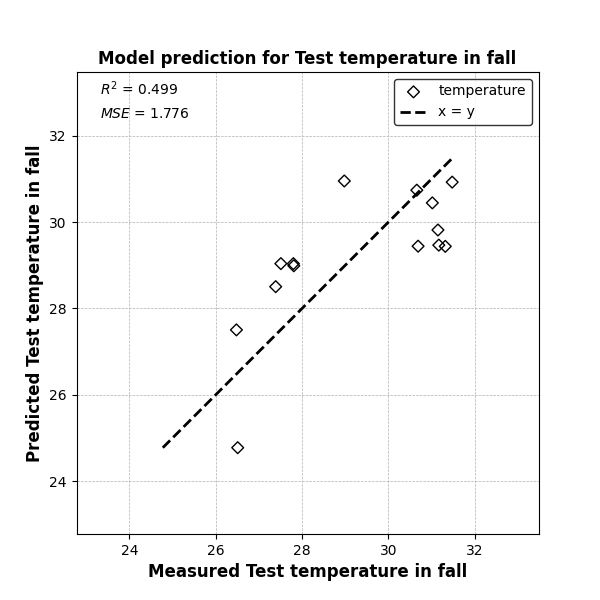 Model prediction for Test temperature in fall
R² = 0.499
MSE = 1.776
temperature
x = y
32
30
28
26
24
24 26 28 30 32
Predicted Test temperature in fall
Measured Test temperature in fall